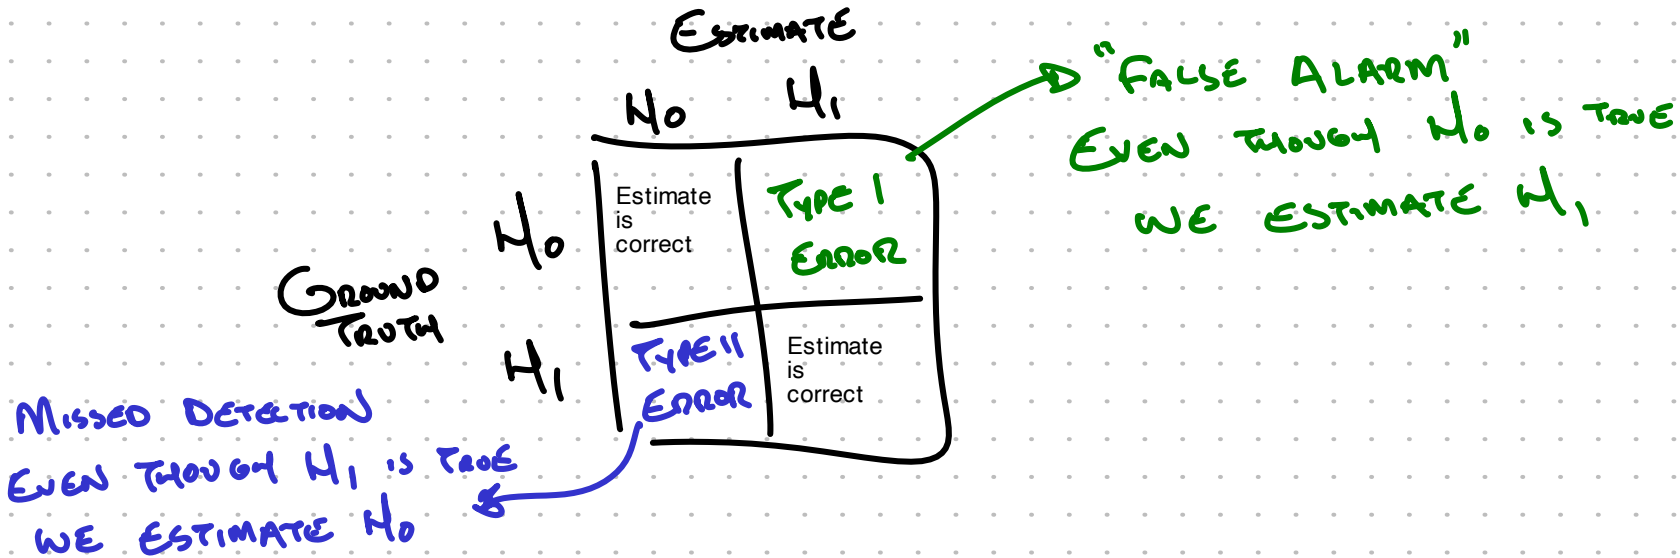 ESTIMATE
H0 H1
"FALSE ALARM"
EVEN THOUGH H0 IS TRUE
WE ESTIMATE H1
H0
Estimate
is
correct
TYPE I
ERROR
GROUND
TRUTH
H1
TYPE II
ERROR
Estimate
is
correct
MISSED DETECTION
EVEN THOUGH H1 IS TRUE
WE ESTIMATE H0